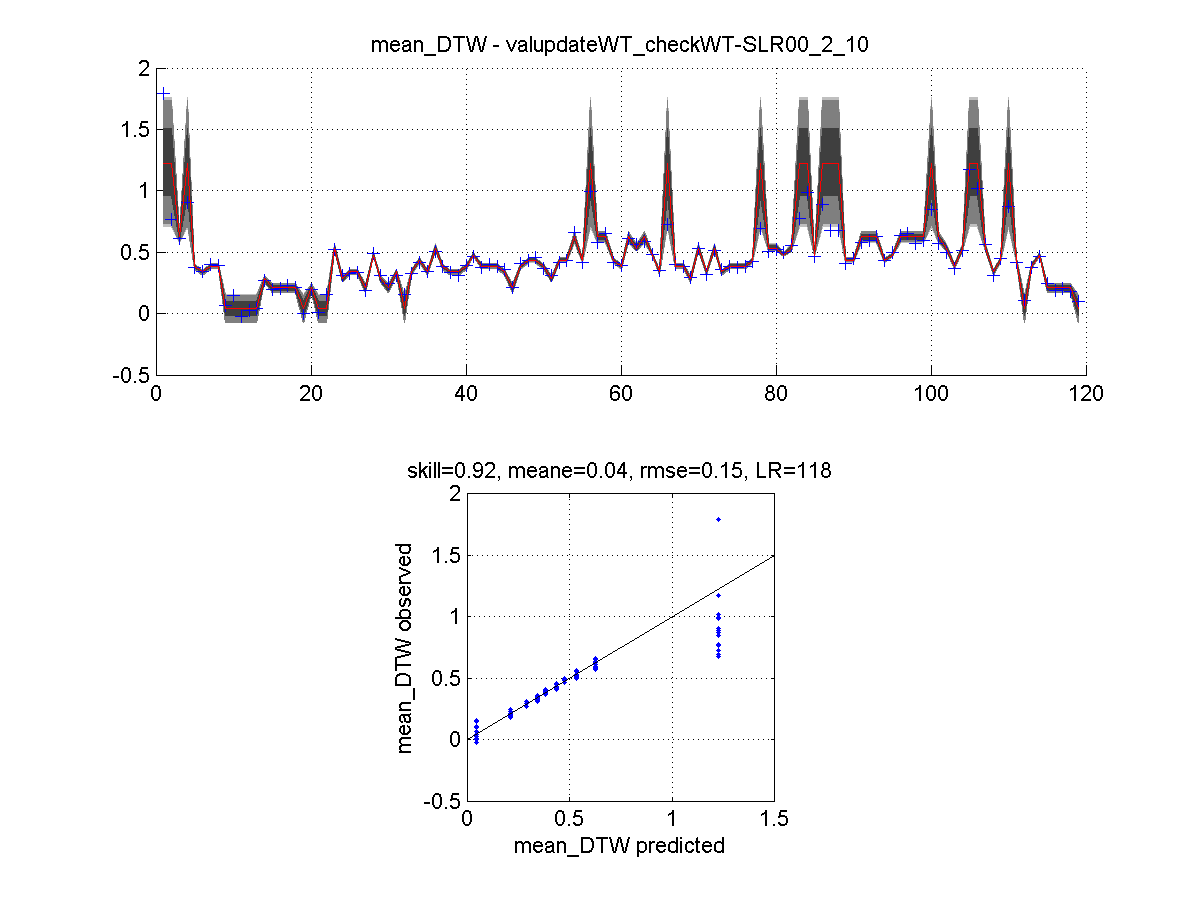 mean_DTW - valupdateWT_checkWT-SLR00_2_10
2
1.5
1
0.5
0
-0.5
0 20 40 60 80 100 120
skill=0.92, meane=0.04, rmse=0.15, LR=118
mean_DTW observed
2
1.5
1
0.5
0
-0.5
0 0.5 1 1.5
mean_DTW predicted